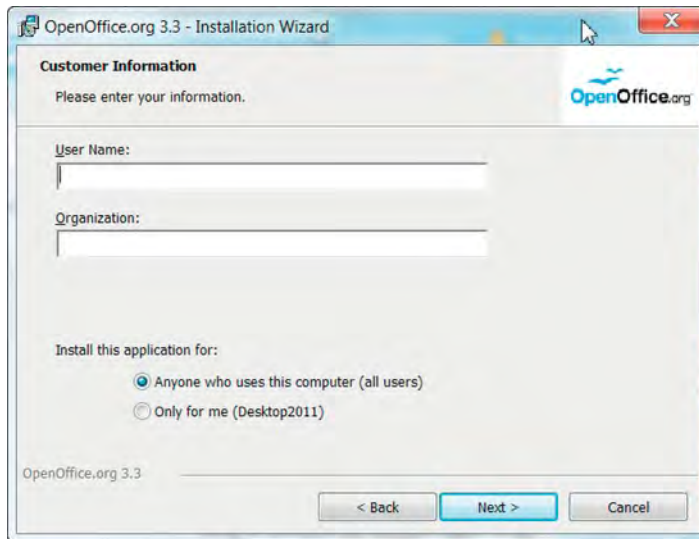 OpenOffice.org 3.3 - Installation Wizard
Customer Information
Please enter your information.
OpenOffice.org
User Name:
Organization:
Install this application for:
Anyone who uses this computer (all users)
Only for me (Desktop2011)
OpenOffice.org 3.3
< Back
Next >
Cancel